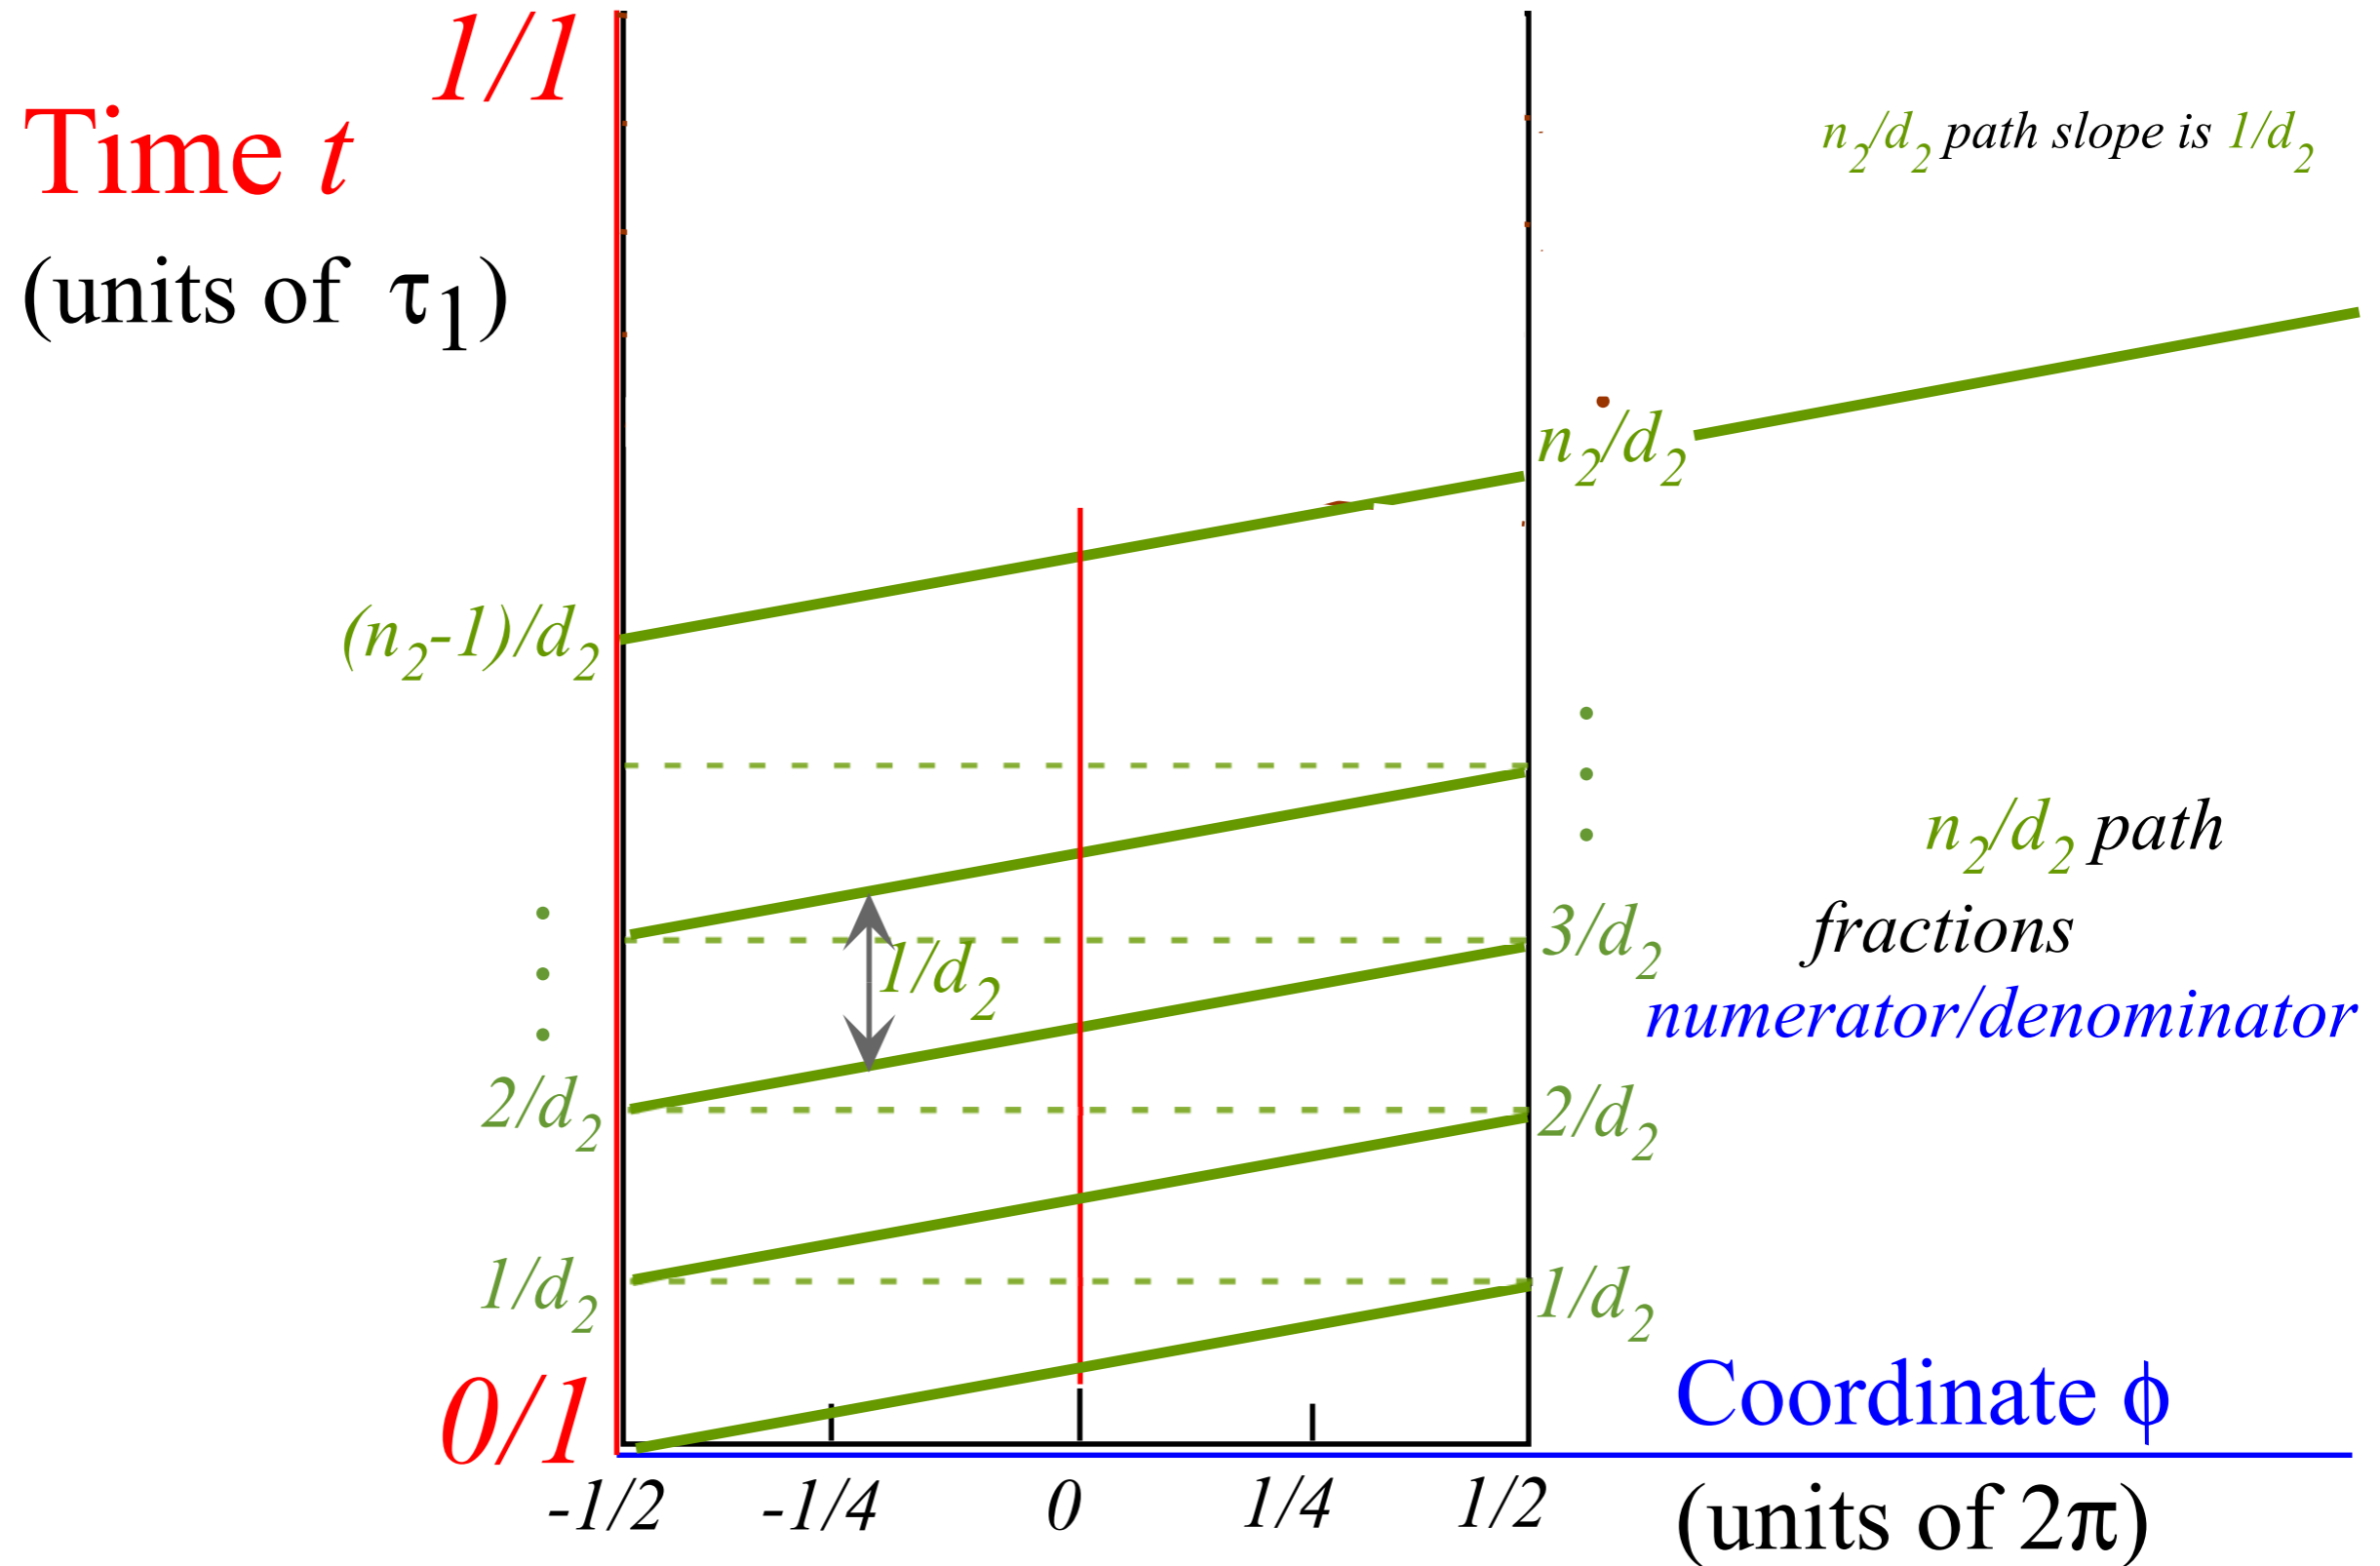 1/1
Time t
(units of τ1)
n2/d2 path slope is 1/d2
n2/d2
(n2-1)/d2
n2/d2 path
fractions
numerator/denominator
3/d2
1/d2
2/d2
2/d2
1/d2
1/d2
0/1
Coordinate ϕ
(units of 2π)
-1/2 -1/4 0 1/4 1/2